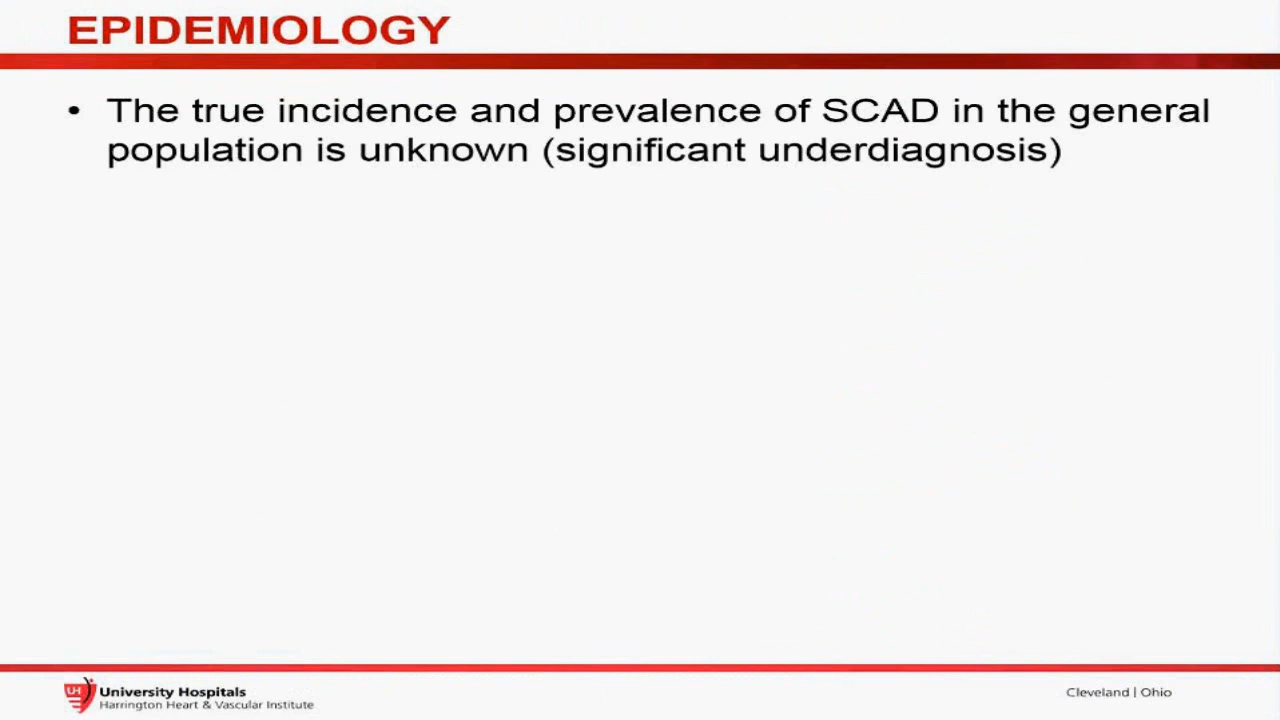 EPIDEMIOLOGY
• The true incidence and prevalence of SCAD in the general
population is unknown (significant underdiagnosis)
UH
University Hospitals
Harrington Heart & Vascular Institute
Cleveland | Ohio